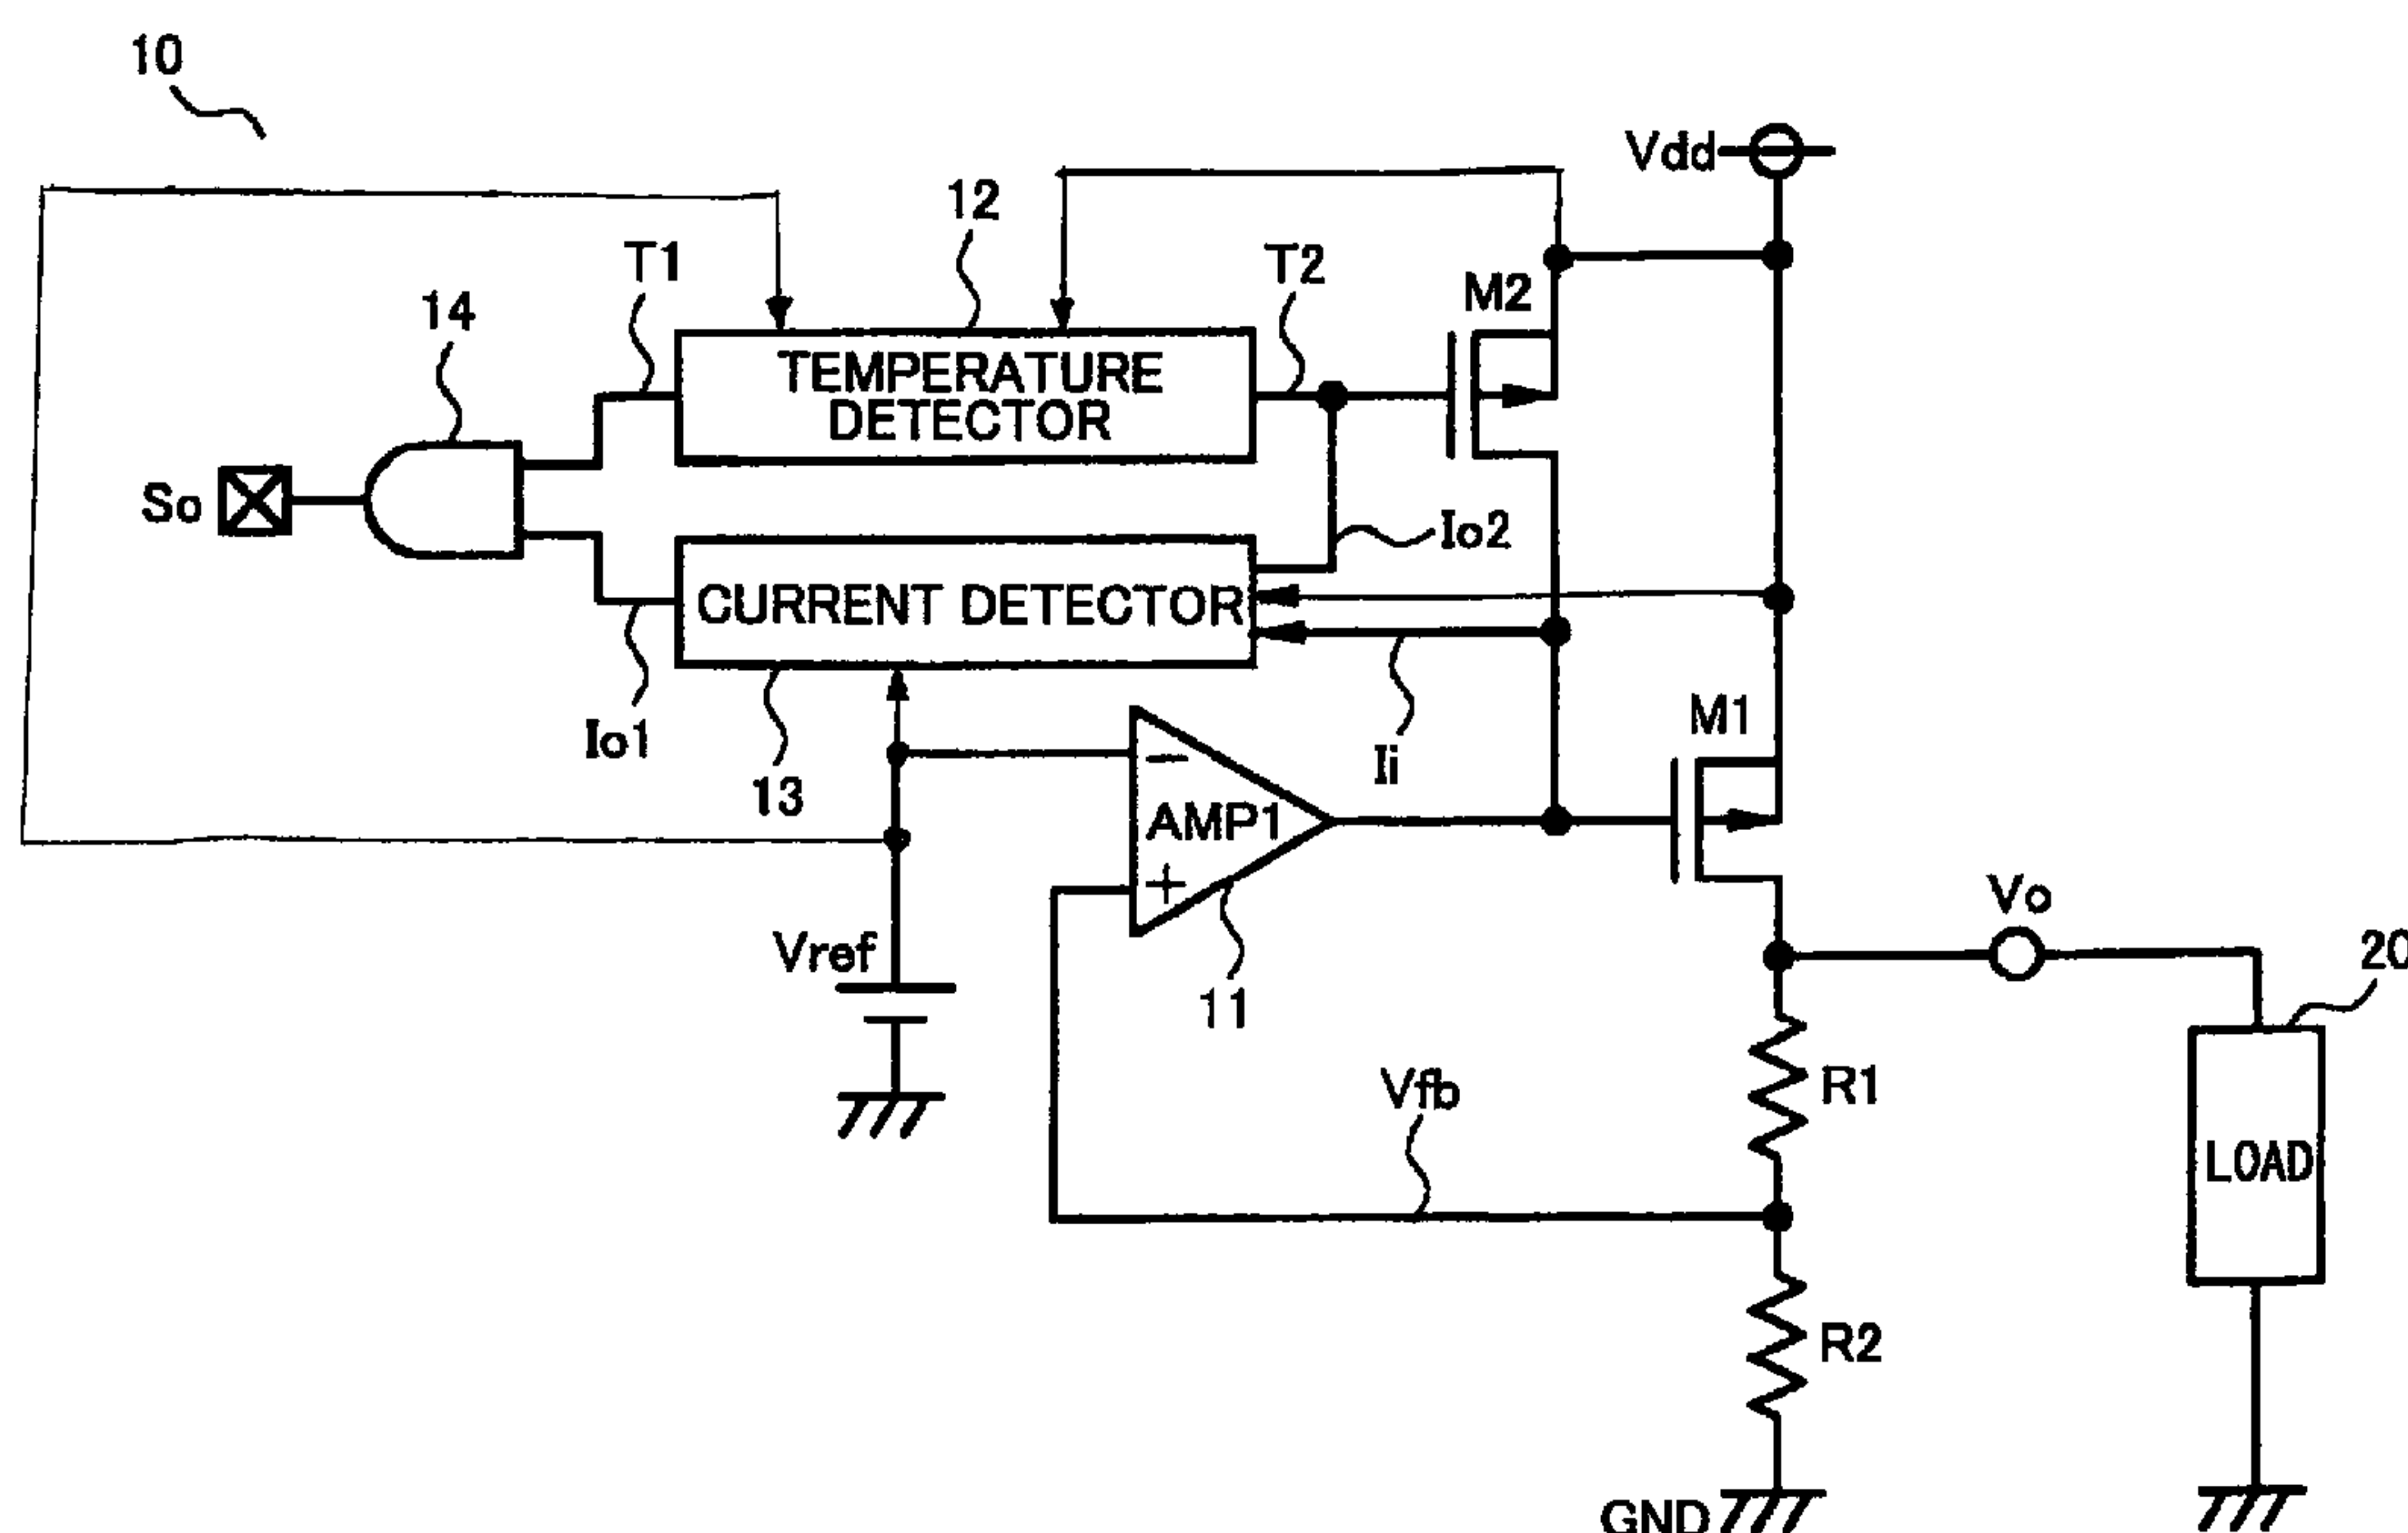 10
Vdd
12
T1
T2
M2
14
TEMPERATURE
DETECTOR
So
Io2
CURRENT DETECTOR
M1
Io1
Ii
13
−
AMP1
+
Vo
Vref
20
11
Vfb
R1
LOAD
R2
GND